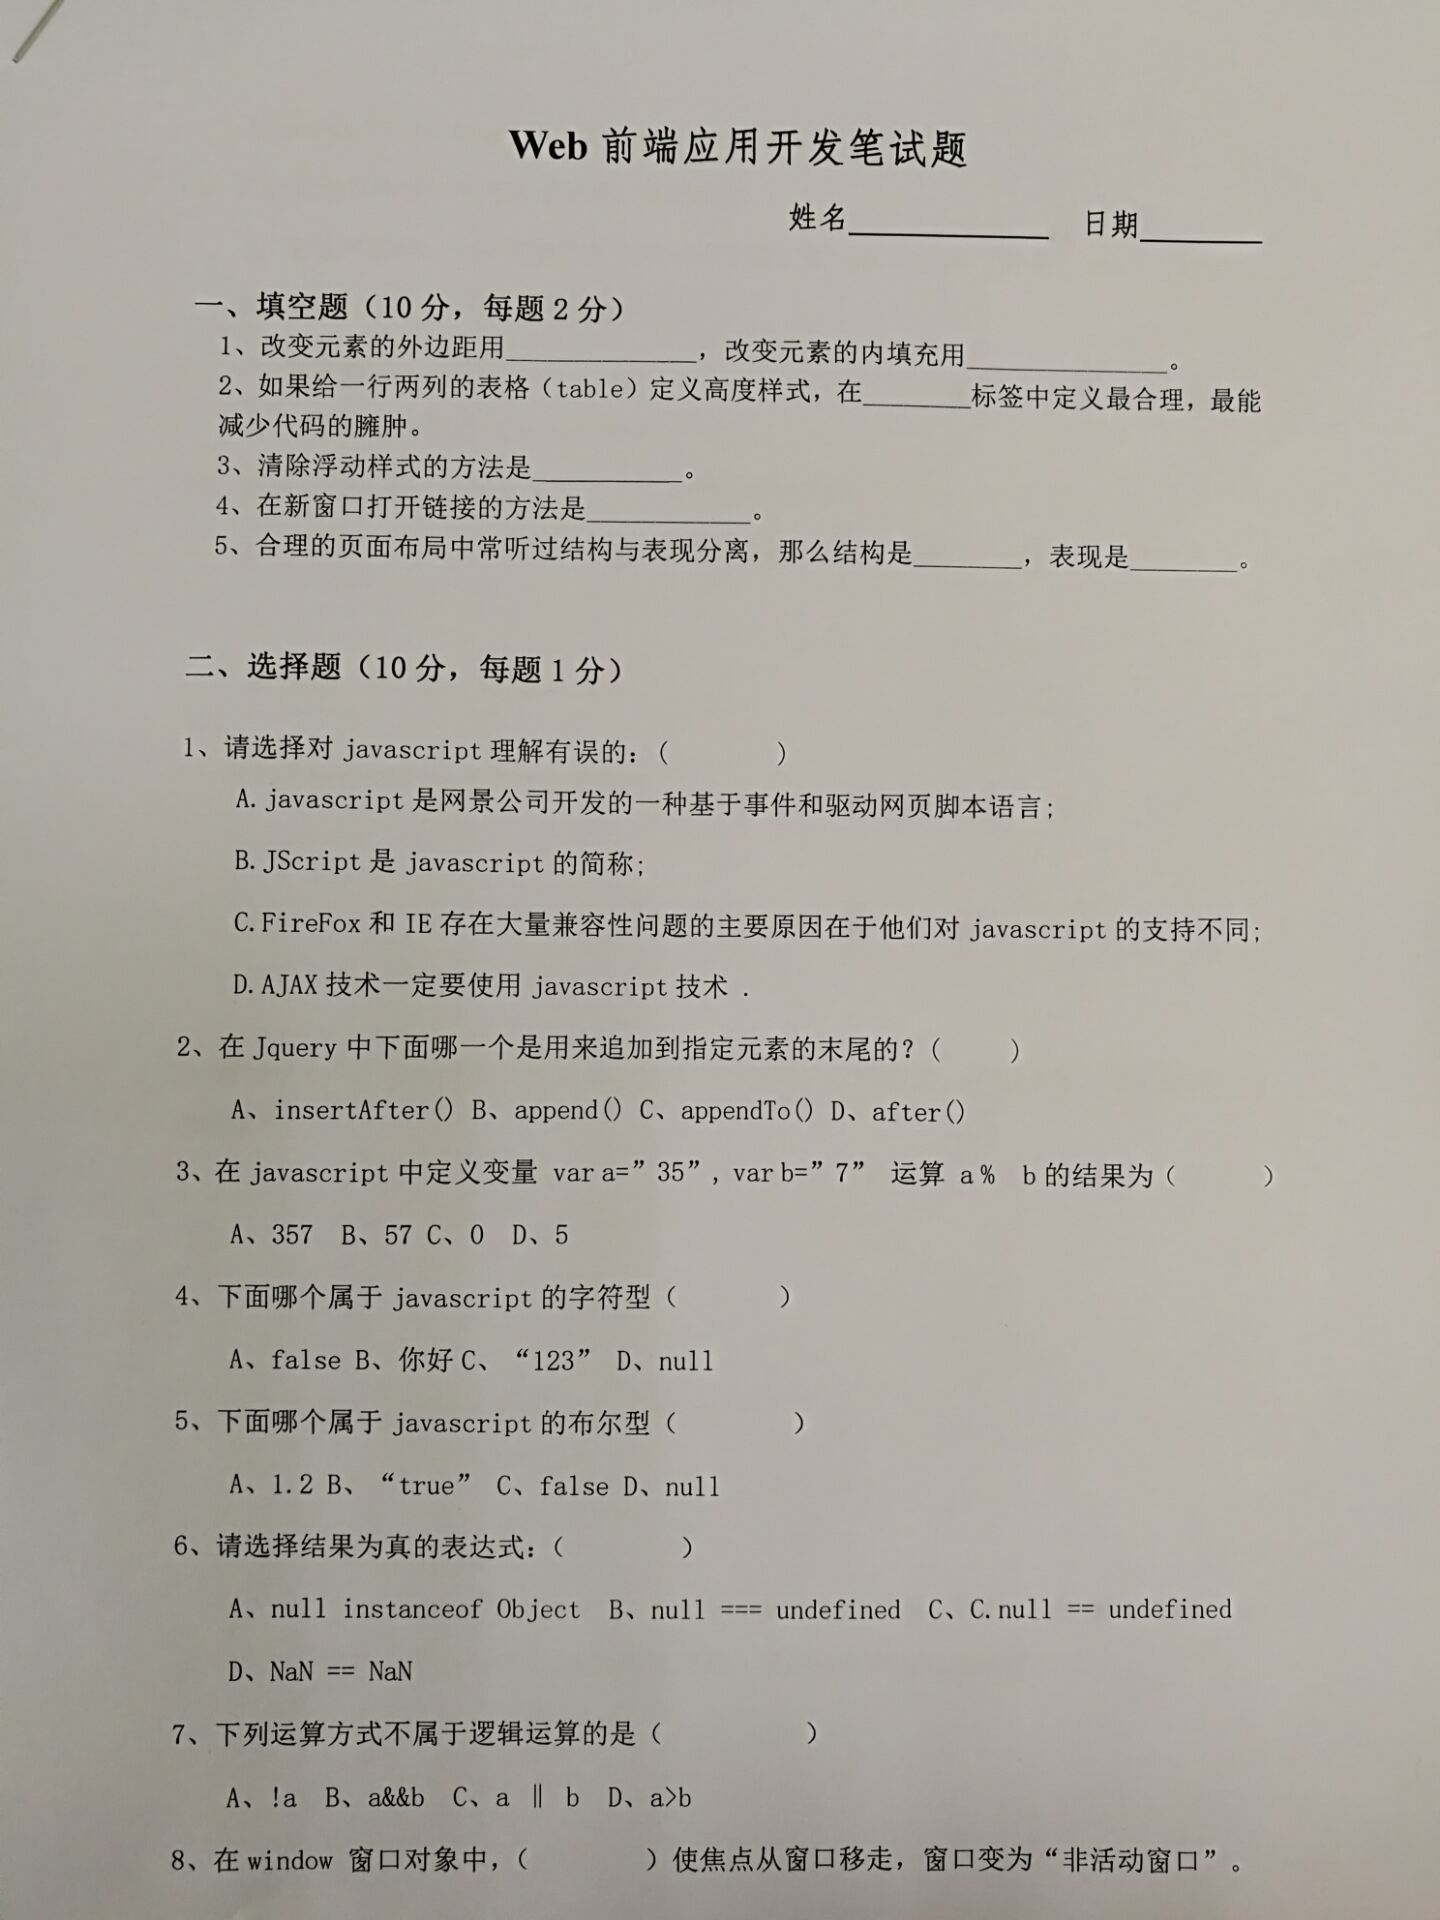 Web 前端应用开发笔试题
姓名______________ 日期________
一、填空题（10 分，每题 2 分）
1、改变元素的外边距用______________，改变元素的内填充用______________。
2、如果给一行两列的表格（table）定义高度样式，在________标签中定义最合理，最能
减少代码的臃肿。
3、清除浮动样式的方法是___________。
4、在新窗口打开链接的方法是____________。
5、合理的页面布局中常听过结构与表现分离，那么结构是________，表现是________。
二、选择题（10 分，每题 1 分）
1、请选择对 javascript 理解有误的：(        )
A. javascript 是网景公司开发的一种基于事件和驱动网页脚本语言;
B. JScript 是 javascript 的简称;
C. FireFox 和 IE 存在大量兼容性问题的主要原因在于他们对 javascript 的支持不同;
D. AJAX 技术一定要使用 javascript 技术 .
2、在 Jquery 中下面哪一个是用来追加到指定元素的末尾的？(      )
A、insertAfter() B、append() C、appendTo() D、after()
3、在 javascript 中定义变量 var a=”35”, var b=”7” 运算 a %  b 的结果为（      ）
A、357  B、57 C、0  D、5
4、下面哪个属于 javascript 的字符型（       ）
A、false B、你好 C、“123” D、null
5、下面哪个属于 javascript 的布尔型（        ）
A、1.2 B、“true” C、false D、null
6、请选择结果为真的表达式：（        ）
A、null instanceof Object  B、null === undefined  C、C.null == undefined
D、NaN == NaN
7、下列运算方式不属于逻辑运算的是（          ）
A、!a  B、a&&b  C、a ‖ b  D、a>b
8、在 window 窗口对象中，（        ）使焦点从窗口移走，窗口变为“非活动窗口”。